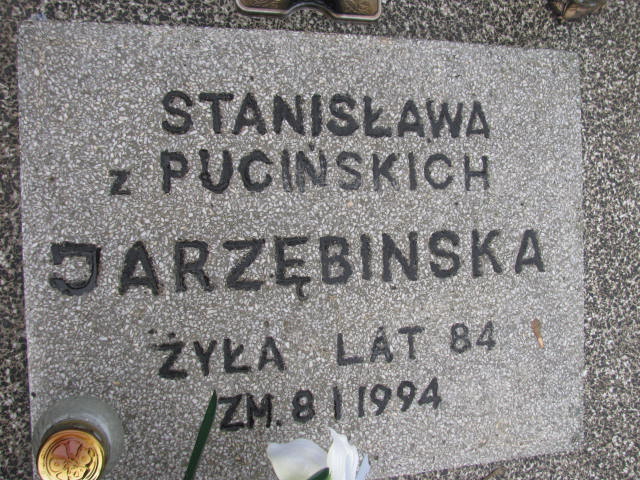 STANISŁAWA
z PUCIŃSKICH
JARZĘBINSKA
ŻYŁA LAT 84
ZM. 8 I 1994